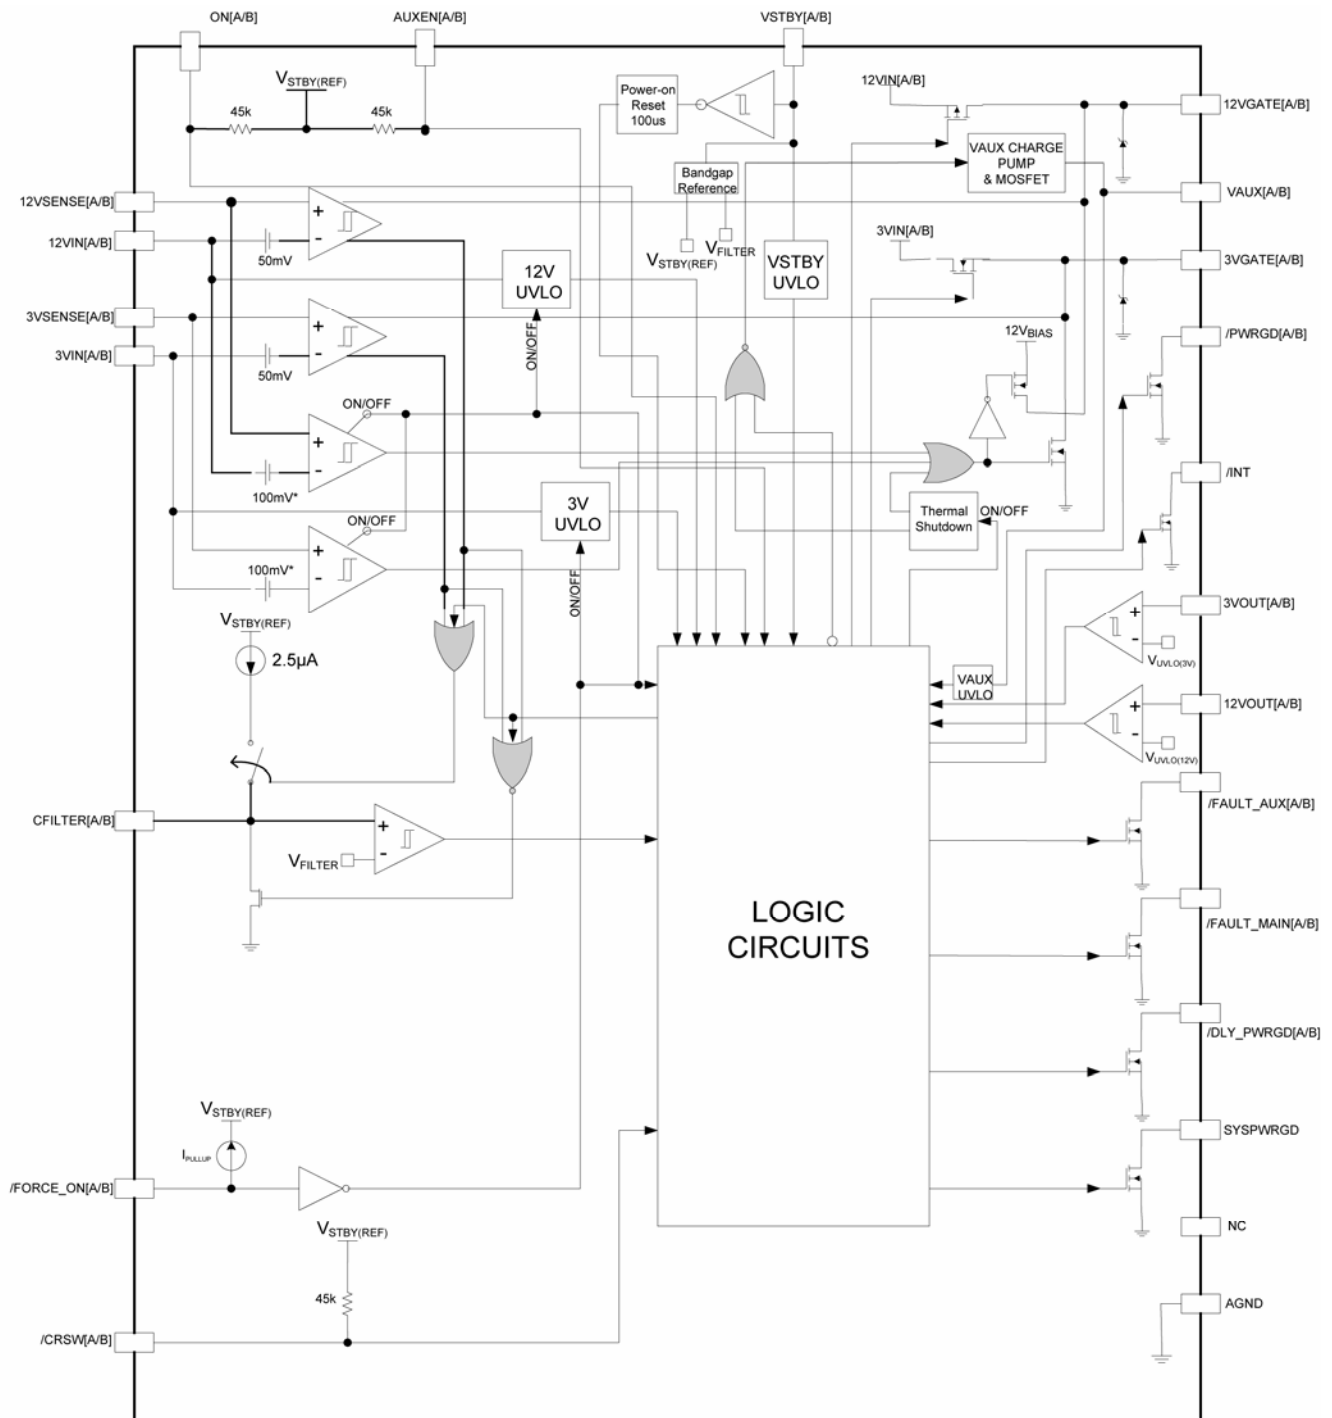 ON[A/B]
AUXEN[A/B]
VSTBY[A/B]
VSTBY(REF)
45k
45k
Power-on
Reset
100us
12VIN[A/B]
12VGATE[A/B]
VAUX CHARGE
PUMP
& MOSFET
Bandgap
Reference
VAUX[A/B]
12VSENSE[A/B]
+
-
12VIN[A/B]
50mV
VSTBY(REF)
VFILTER
3VIN[A/B]
12V
UVLO
VSTBY
UVLO
3VGATE[A/B]
3VSENSE[A/B]
+
-
3VIN[A/B]
50mV
ON/OFF
12VBIAS
/PWRGD[A/B]
ON/OFF
+
-
100mV*
/INT
3V
UVLO
Thermal
Shutdown
ON/OFF
ON/OFF
+
-
100mV*
ON/OFF
3VOUT[A/B]
+
-
VUVLO(3V)
VSTBY(REF)
2.5µA
VAUX
UVLO
12VOUT[A/B]
+
-
VUVLO(12V)
/FAULT_AUX[A/B]
CFILTER[A/B]
+
-
VFILTER
LOGIC
CIRCUITS
/FAULT_MAIN[A/B]
/DLY_PWRGD[A/B]
VSTBY(REF)
IPULLUP
SYSPWRGD
/FORCE_ON[A/B]
VSTBY(REF)
NC
45k
AGND
/CRSW[A/B]